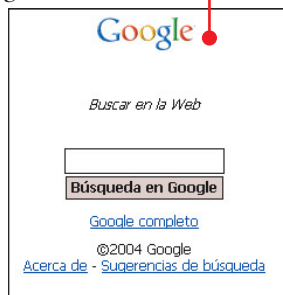 Google
Buscar en la Web
Búsqueda en Google
Google completo
©2004 Google
Acerca de - Sugerencias de búsqueda